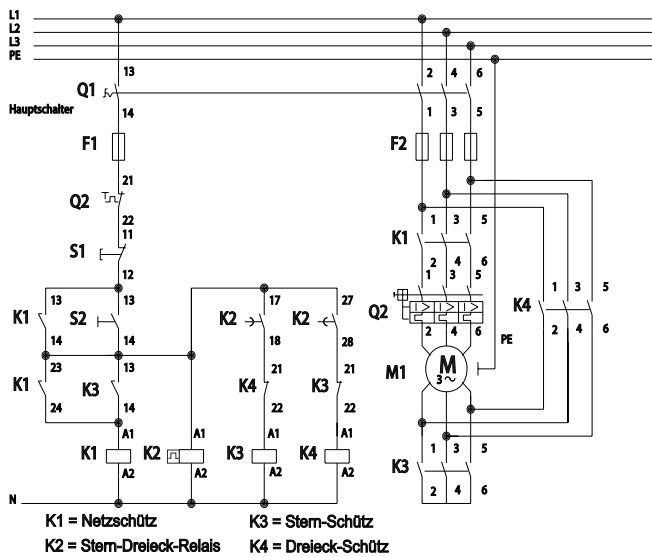 L1
L2
L3
PE
13 2 4 6
Q1
Hauptschalter 14 1 3 5
F1 F2
21
Q2
22
11 1 3 5
S1 K1
12 2 4 6
1 3 5 1 3 5
13 13 17 27
K1 S2 K2 K2 Q2 K4
14 14 18 28 2 4 6 2 4 6
PE
23 13 21 21
K1 K3 K4 K3 M1 M 3~
24 14 22 22
A1 A1 A1 A1 1 3 5
K1 K2 K3 K4 K3
A2 A2 A2 A2 2 4 6
N
K1 = Netzschütz K3 = Stern-Schütz
K2 = Stern-Dreieck-Relais K4 = Dreieck-Schütz